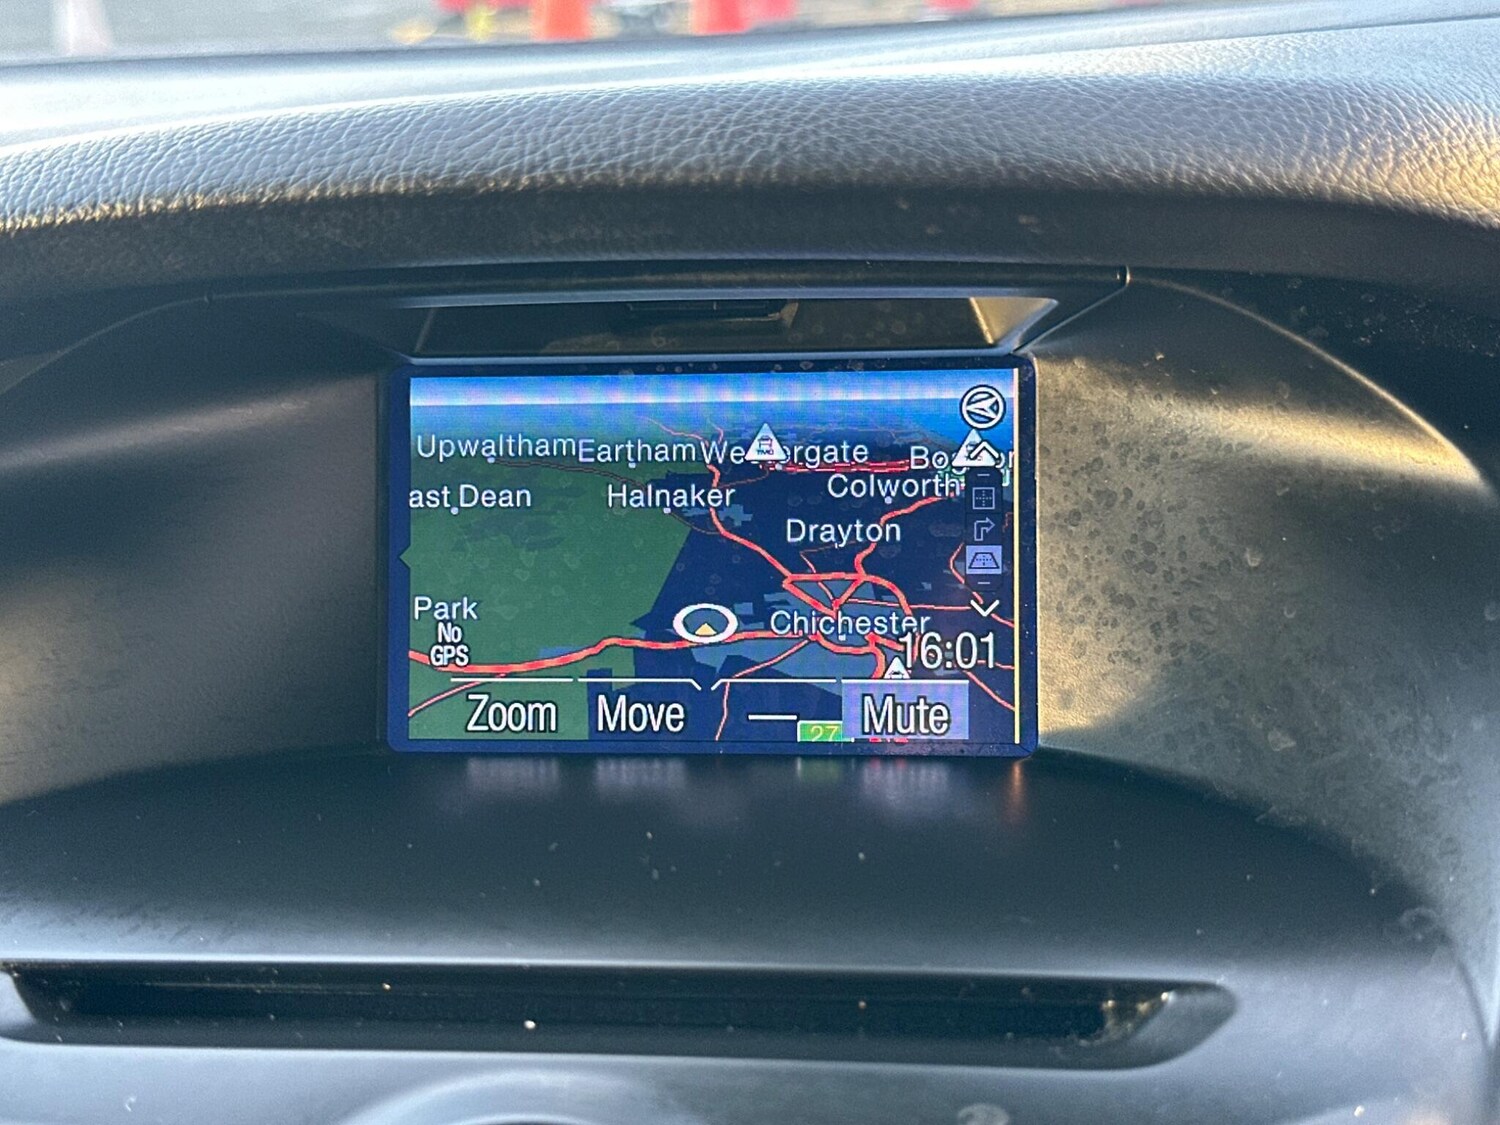 Upwaltham Eartham
ast Dean
Halnaker
Colworth
Drayton
Park
No
GPS
Chichester
16:01
Zoom Move Mute
27